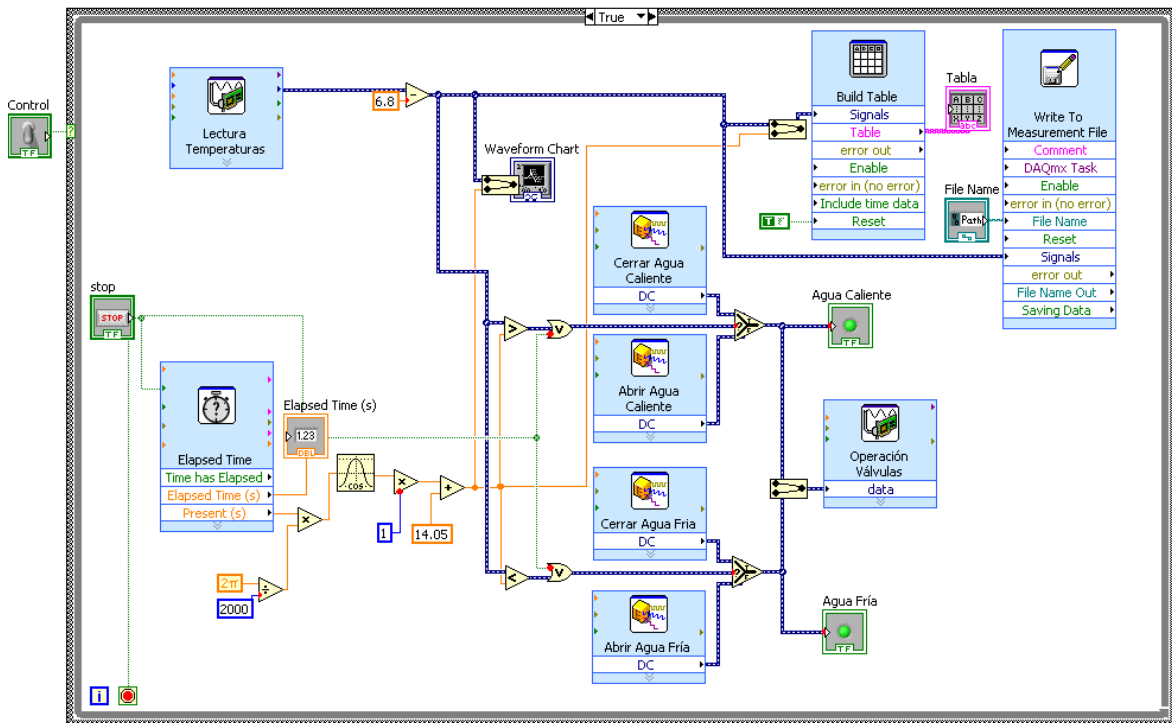 True
Control
TF
?
Lectura
Temperaturas
6.8
-
Waveform Chart
Build Table
Signals
Table
error out
Enable
error in (no error)
Include time data
Reset
T
Tabla
abc
Write To
Measurement File
Comment
DAQmx Task
Enable
error in (no error)
File Name
Reset
Signals
error out
File Name Out
Saving Data
File Name
Path
stop
STOP
TF
Cerrar Agua
Caliente
DC
>
V
Abrir Agua
Caliente
DC
Agua Caliente
TF
?
Elapsed Time
Time has Elapsed
Elapsed Time (s)
Present (s)
Elapsed Time (s)
1.23
DBL
cos
x
x
+
1
14.05
2π
÷
2000
Operación
Válvulas
data
Cerrar Agua Fria
DC
<
V
Abrir Agua Fría
DC
Agua Fría
TF
i